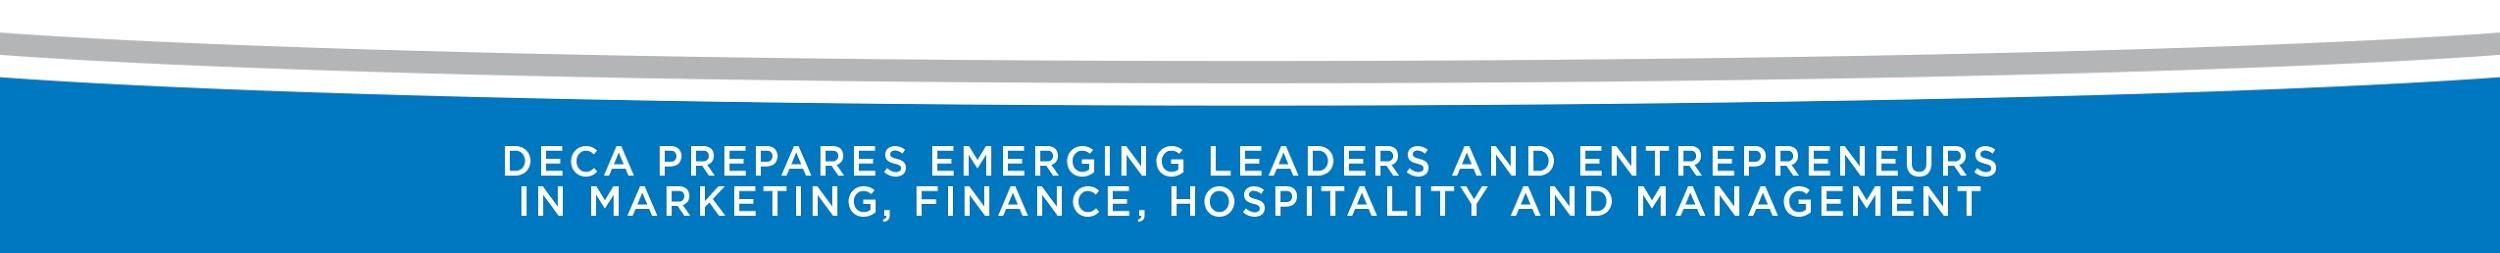 DECA PREPARES EMERGING LEADERS AND ENTREPRENEURS
IN MARKETING, FINANCE, HOSPITALITY AND MANAGEMENT